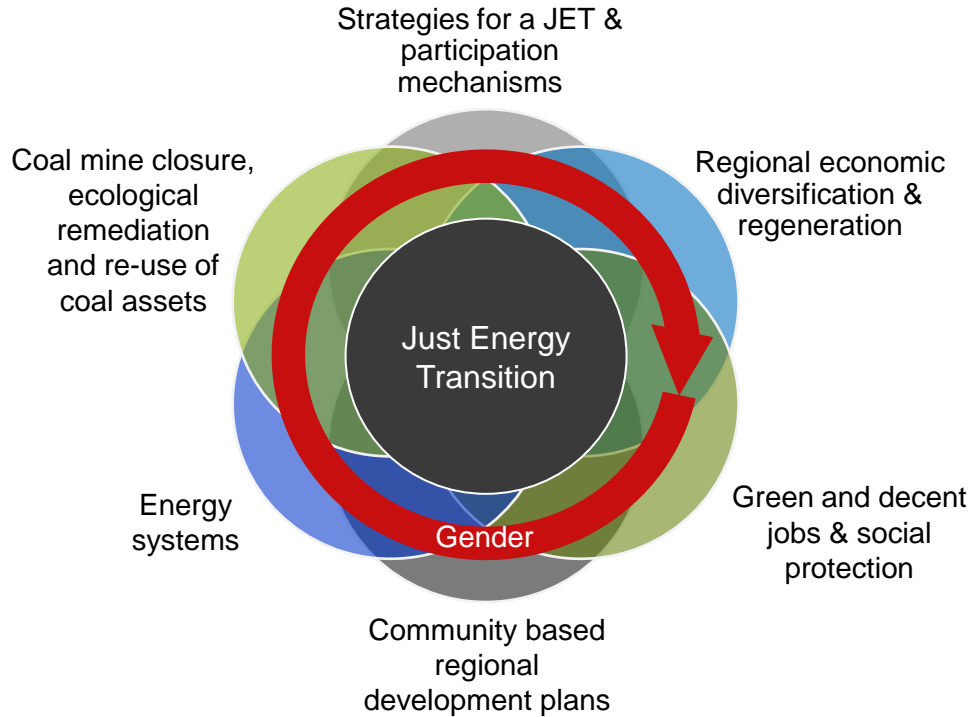 Strategies for a JET &
participation
mechanisms
Coal mine closure,
ecological
remediation
and re-use of
coal assets
Regional economic
diversification &
regeneration
Just Energy
Transition
Energy
systems
Gender
Green and decent
jobs & social
protection
Community based
regional
development plans